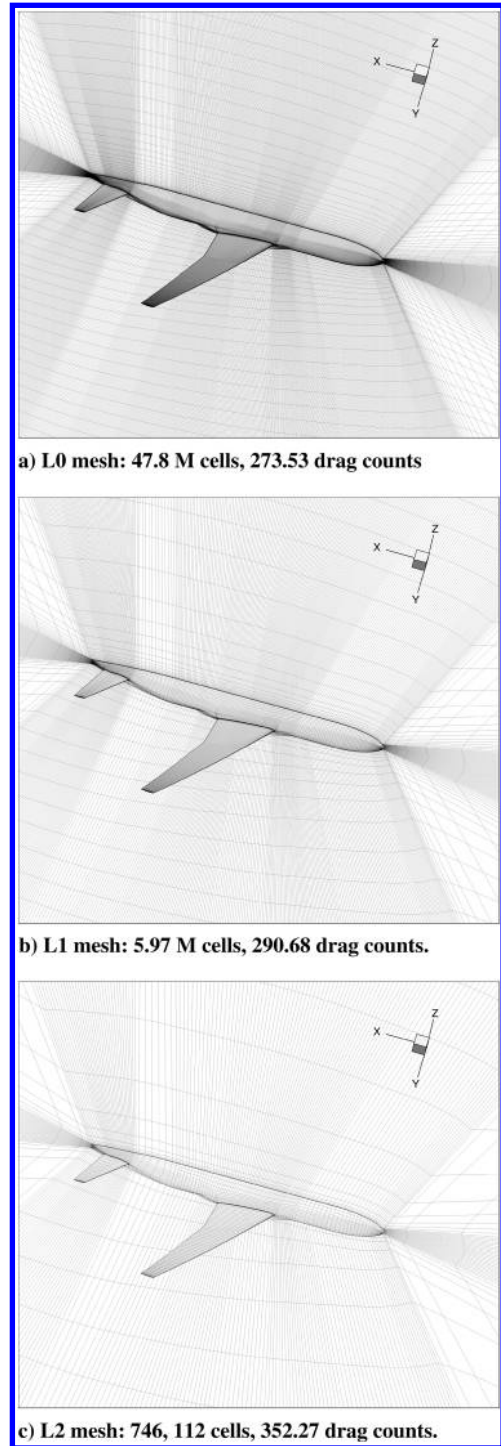 Z
X
Y
a) L0 mesh: 47.8 M cells, 273.53 drag counts
Z
X
Y
b) L1 mesh: 5.97 M cells, 290.68 drag counts.
Z
X
Y
c) L2 mesh: 746, 112 cells, 352.27 drag counts.